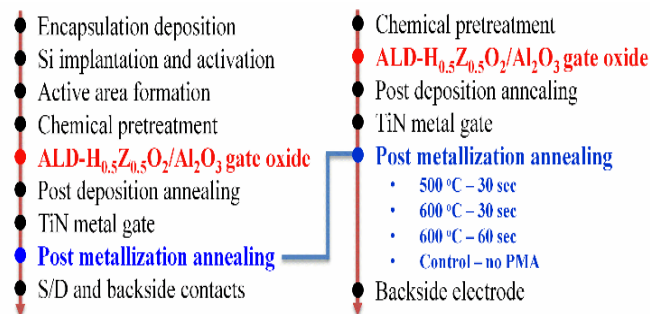 Encapsulation deposition
Si implantation and activation
Active area formation
Chemical pretreatment
ALD-H0.5Z0.5O2/Al2O3 gate oxide
Post deposition annealing
TiN metal gate
Post metallization annealing
S/D and backside contacts
Chemical pretreatment
ALD-H0.5Z0.5O2/Al2O3 gate oxide
Post deposition annealing
TiN metal gate
Post metallization annealing
• 500 ⁰C – 30 sec
• 600 ⁰C – 30 sec
• 600 ⁰C – 60 sec
• Control – no PMA
Backside electrode